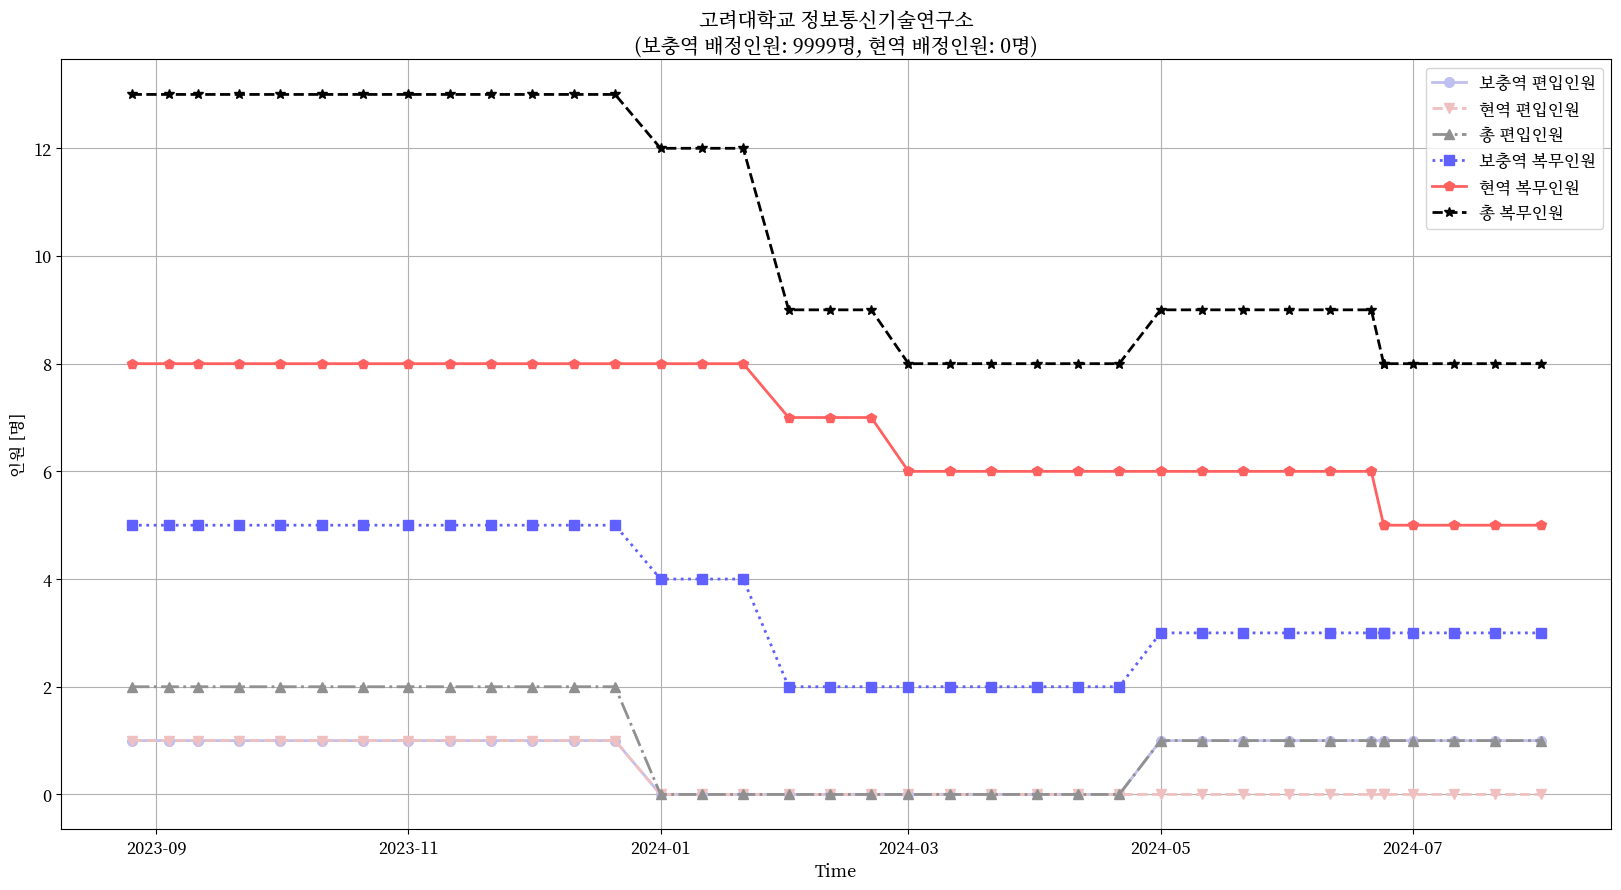 고려대학교 정보통신기술연구소
(보충역 배정인원: 9999명, 현역 배정인원: 0명)
보충역 편입인원
현역 편입인원
총 편입인원
보충역 복무인원
현역 복무인원
총 복무인원
인원 [명]
12
10
8
6
4
2
0
2023-09
2023-11
2024-01
2024-03
2024-05
2024-07
Time